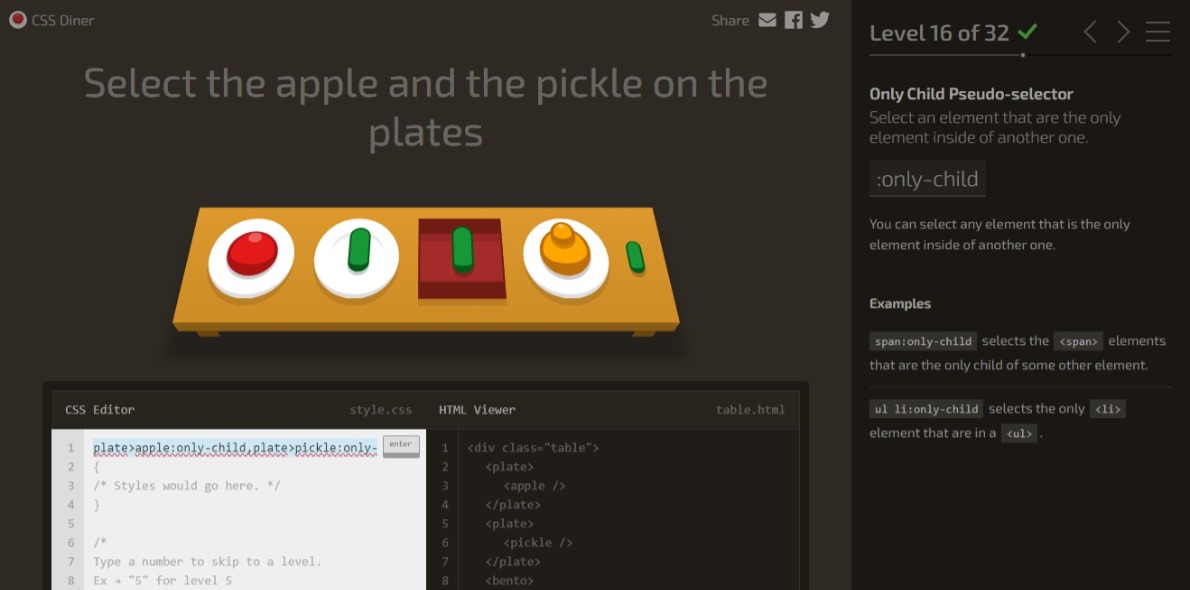 CSS Diner
Share
Select the apple and the pickle on the
plates
CSS Editor style.css
1 plate>apple:only-child,plate>pickle:only- enter
2 {
3 /* Styles would go here. */
4 }
5
6 /*
7 Type a number to skip to a level.
8 Ex → "5" for level 5
HTML Viewer table.html
1 <div class="table">
2 <plate>
3 <apple />
4 </plate>
5 <plate>
6 <pickle />
7 </plate>
8 <bento>
Level 16 of 32
Only Child Pseudo-selector
Select an element that are the only
element inside of another one.
:only-child
You can select any element that is the only
element inside of another one.
Examples
span:only-child selects the <span> elements
that are the only child of some other element.
ul li:only-child selects the only <li>
element that are in a <ul> .